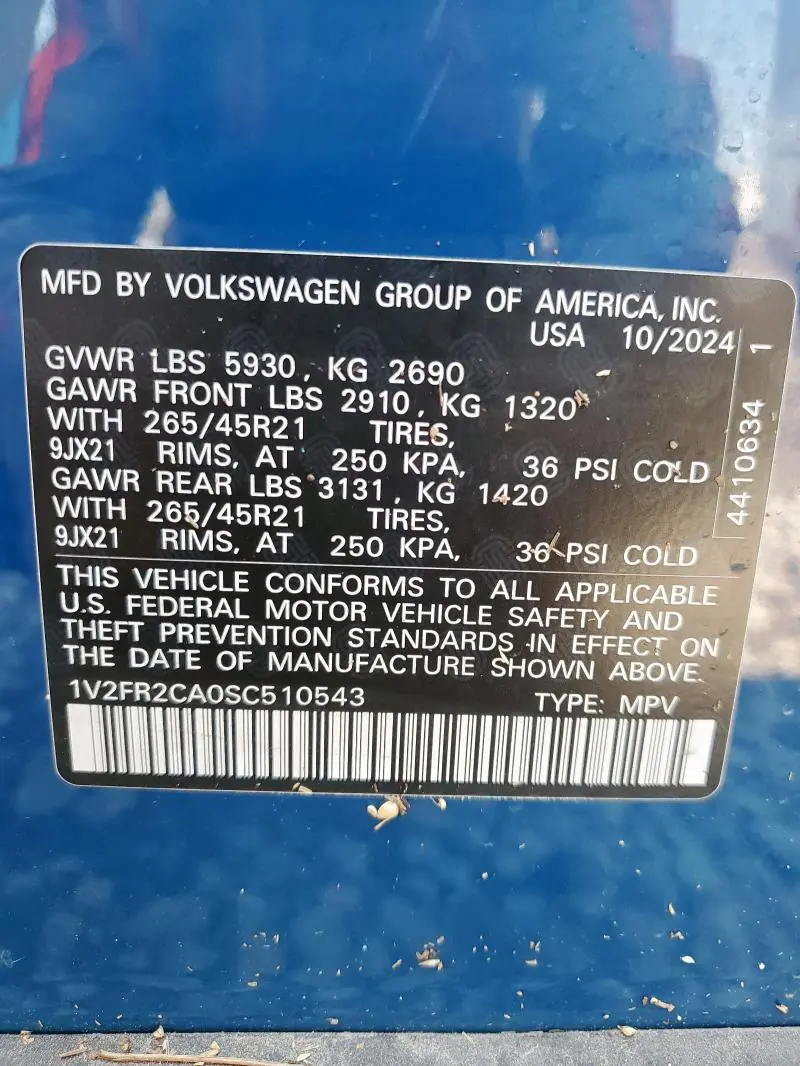 MFD BY VOLKSWAGEN GROUP OF AMERICA, INC.
USA 10/2024
GVWR LBS 5930, KG 2690
GAWR FRONT LBS 2910, KG 1320
WITH 265/45R21 TIRES,
9JX21 RIMS, AT 250 KPA, 36 PSI COLD
GAWR REAR LBS 3131, KG 1420
WITH 265/45R21 TIRES,
9JX21 RIMS, AT 250 KPA, 36 PSI COLD
4410634 1
THIS VEHICLE CONFORMS TO ALL APPLICABLE
U.S. FEDERAL MOTOR VEHICLE SAFETY AND
THEFT PREVENTION STANDARDS IN EFFECT ON
THE DATE OF MANUFACTURE SHOWN ABOVE.
1V2FR2CA0SC510543 TYPE: MPV